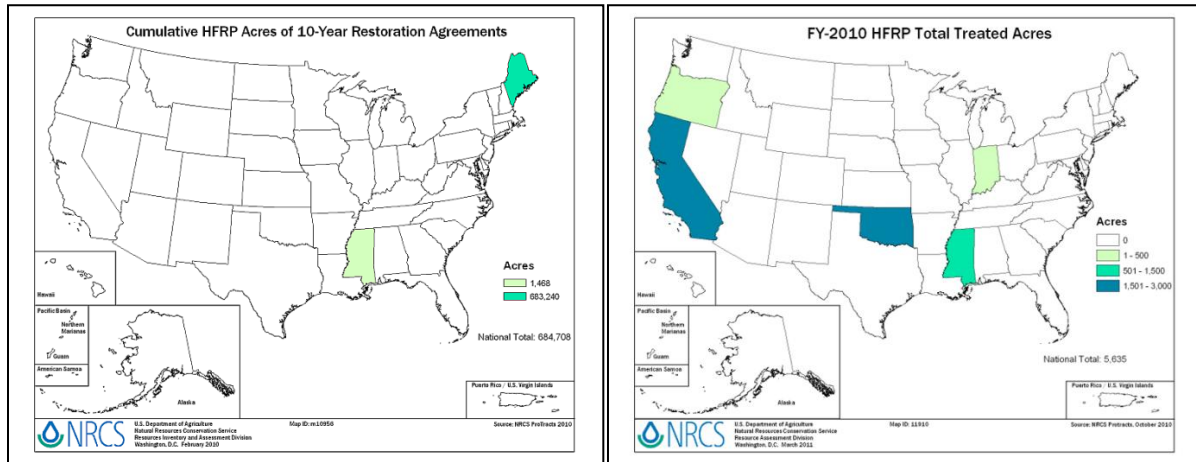 Cumulative HFRP Acres of 10-Year Restoration Agreements
Acres
1,468
683,240
National Total: 684,708
Hawaii
Pacific Basin
Northern
Marianas
Guam
American Samoa
Alaska
Puerto Rico / U.S. Virgin Islands
NRCS
U.S. Department of Agriculture
Natural Resources Conservation Service
Resources Inventory and Assessment Division
Washington, D.C. February 2010
Map ID: m10956
Source: NRCS ProTracts 2010
FY-2010 HFRP Total Treated Acres
Acres
0
1 - 500
501 - 1,500
1,501 - 3,000
National Total: 5,635
Hawaii
Pacific Basin
Northern
Marianas
Guam
American Samoa
Alaska
Puerto Rico / U.S. Virgin Islands
NRCS
U.S. Department of Agriculture
Natural Resources Conservation Service
Resource Assessment Division
Washington, D.C. March 2011
Map ID: 11910
Source: NRCS Protracts, October 2010